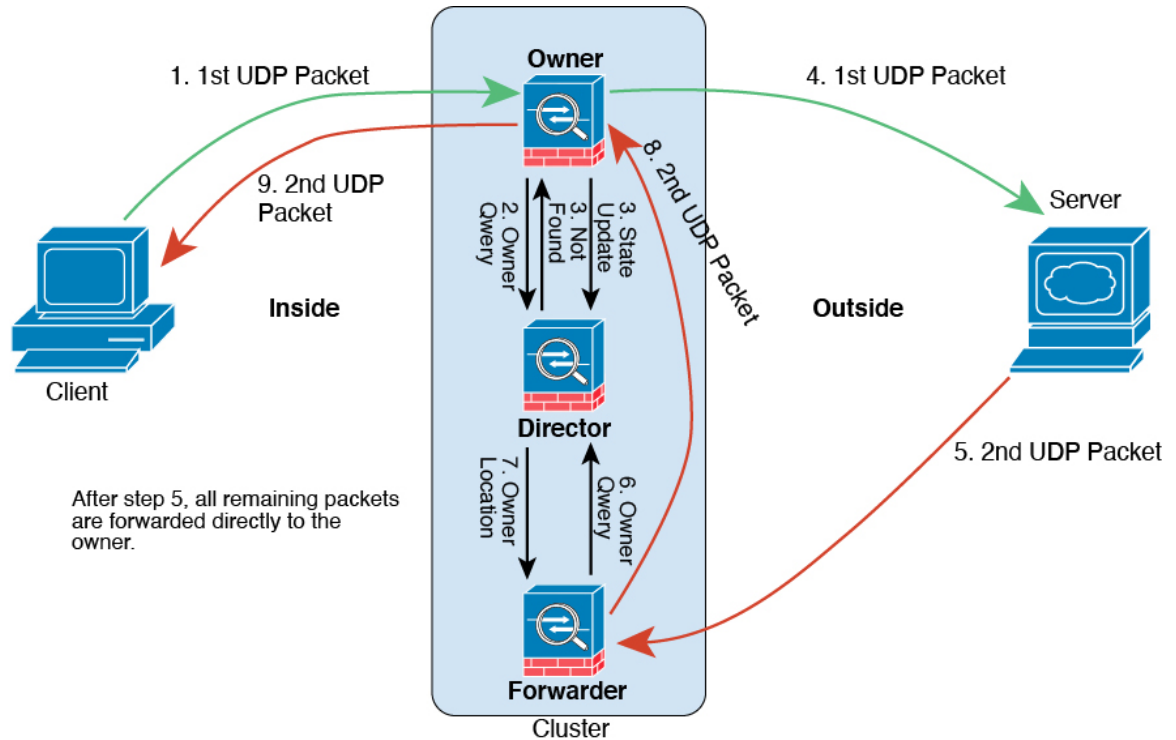 Owner
1. 1st UDP Packet
4. 1st UDP Packet
9. 2nd UDP
Packet
2. Owner
Qwery
3. Not
Found
3. State
Update
8. 2nd UDP Packet
Server
Inside
Outside
Client
Director
5. 2nd UDP Packet
7. Owner
Location
6. Owner
Qwery
After step 5, all remaining packets
are forwarded directly to the
owner.
Forwarder
Cluster